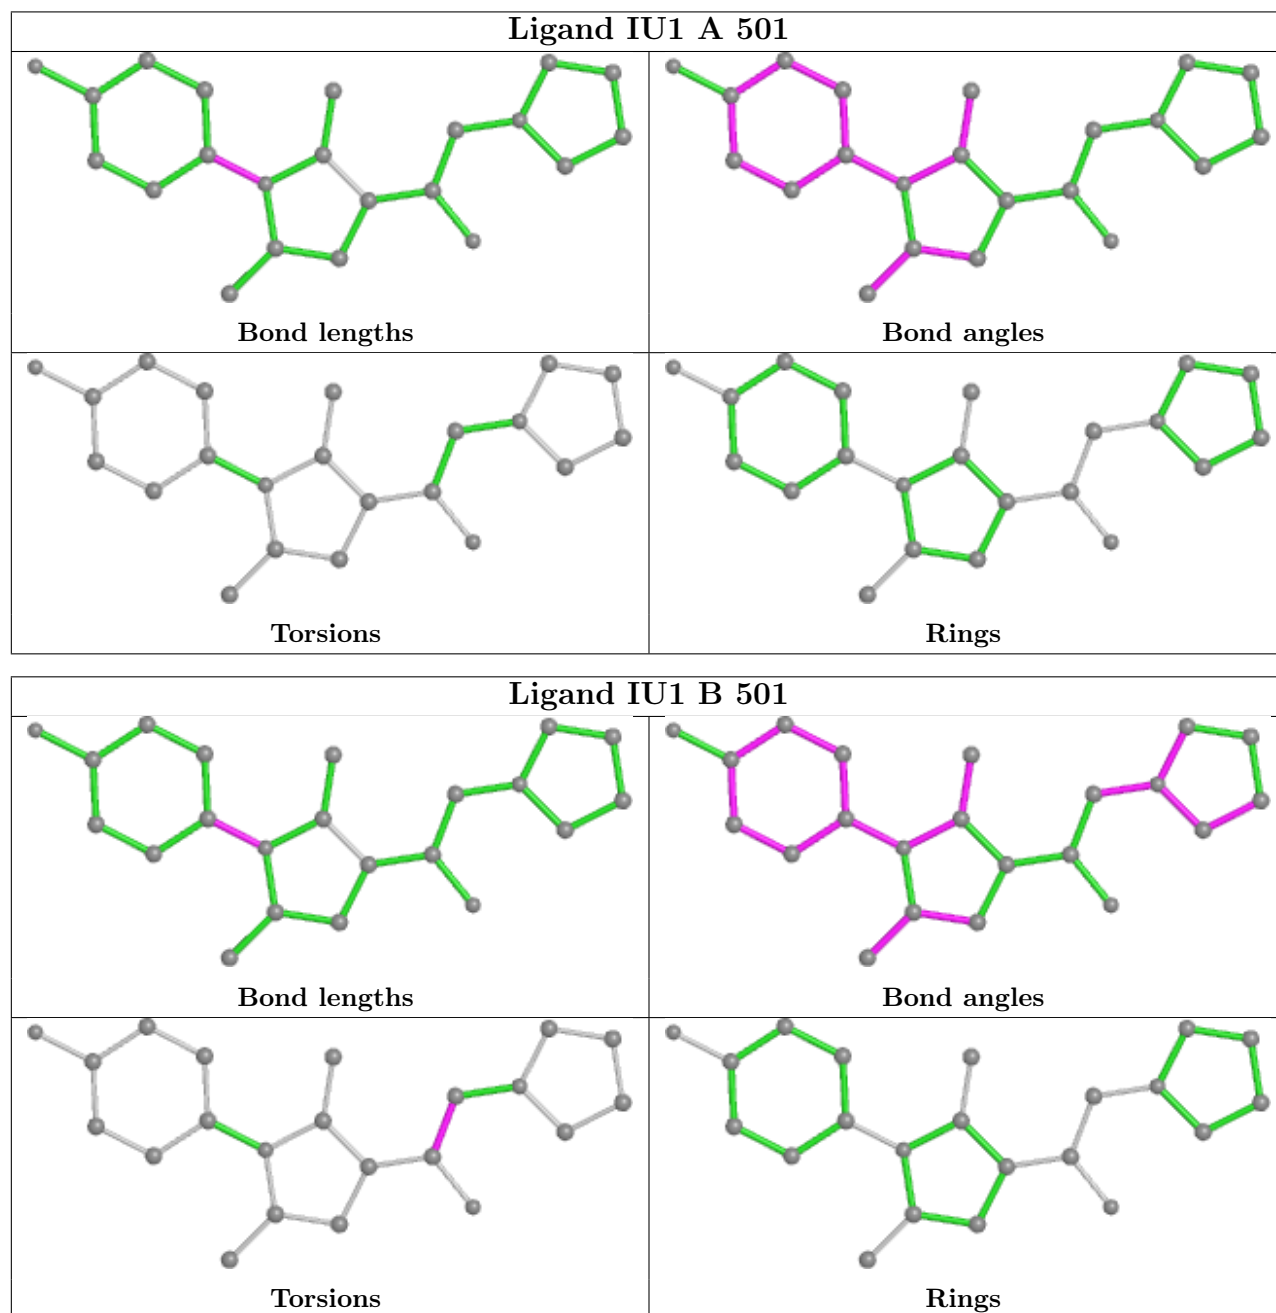 Ligand IU1 A 501
Bond lengths
Bond angles
Torsions
Rings
Ligand IU1 B 501
Bond lengths
Bond angles
Torsions
Rings